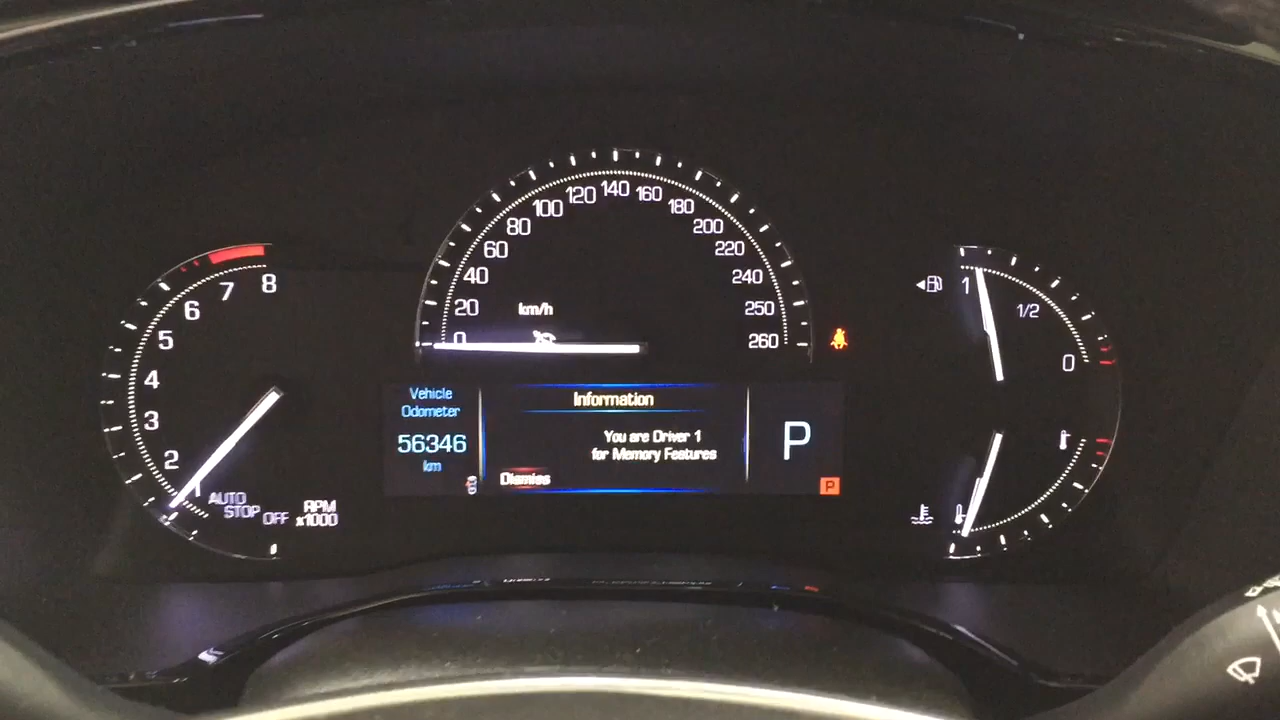 8
7
6
5
4
3
2
1
AUTO
STOP
OFF
RPM
x1000
0
20
40
60
80
100
120
140
160
180
200
220
240
250
260
km/h
Vehicle
Odometer
56346
km
Information
You are Driver 1
for Memory Features
Dismiss
P
P
1
1/2
0